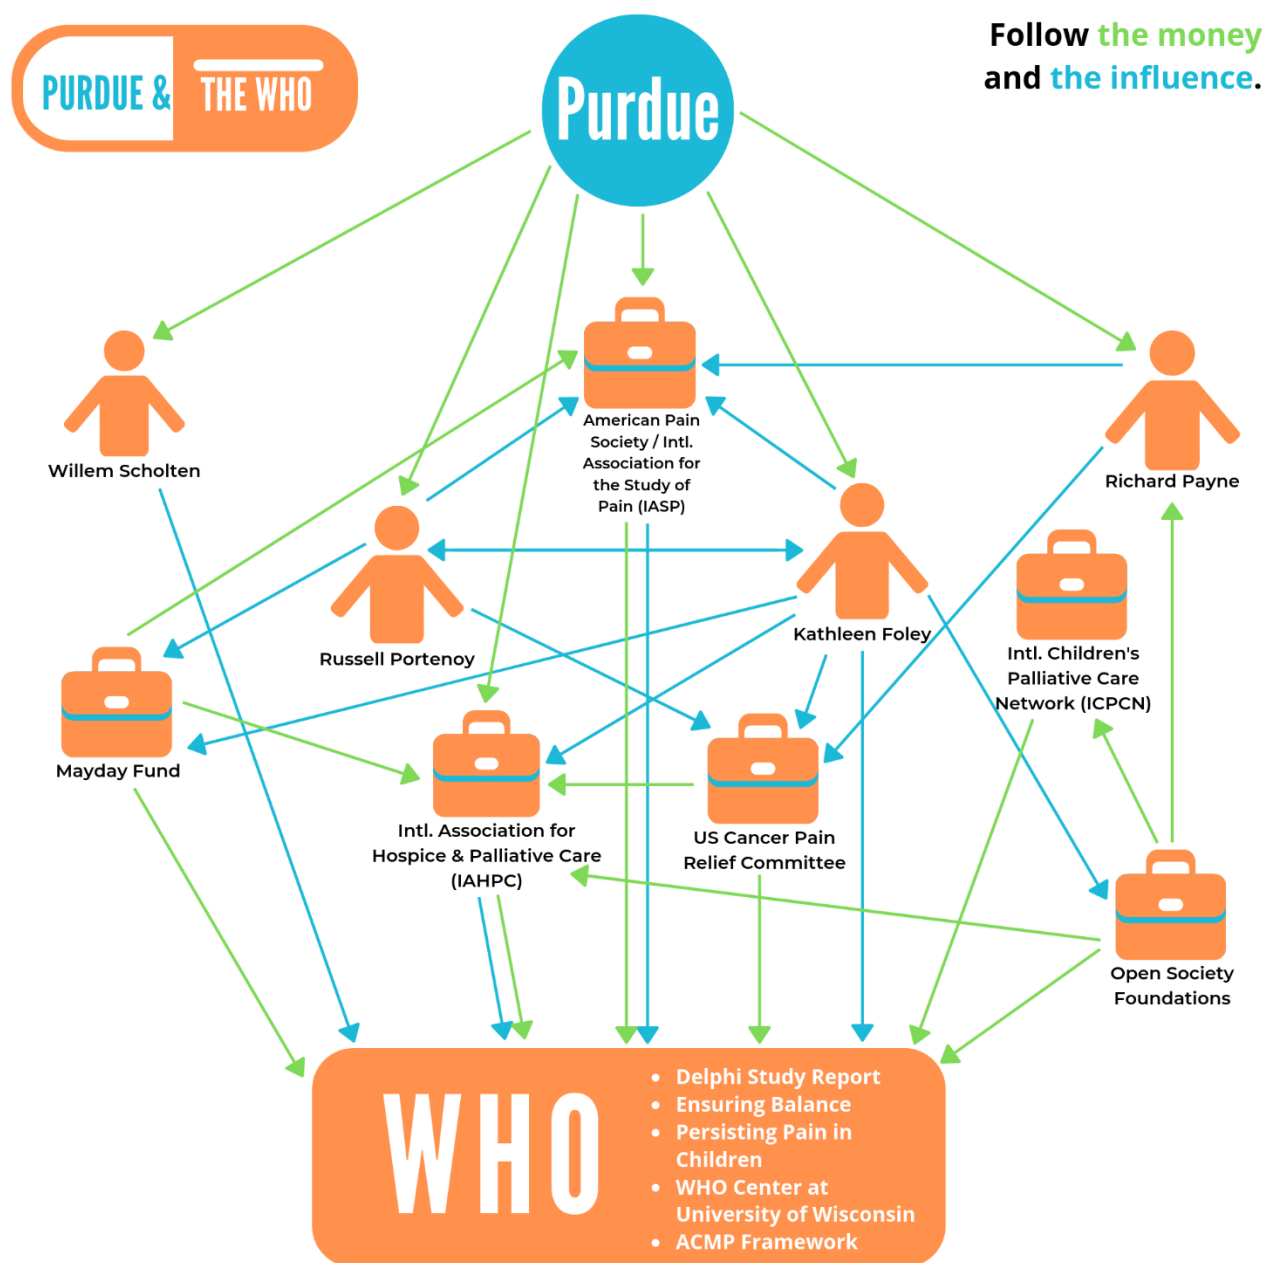 PURDUE & THE WHO
Follow the money
and the influence.
Purdue
Willem Scholten
American Pain
Society / Intl.
Association for
the Study of
Pain (IASP)
Richard Payne
Russell Portenoy
Kathleen Foley
Intl. Children's
Palliative Care
Network (ICPCN)
Mayday Fund
Intl. Association for
Hospice & Palliative Care
(IAHPC)
US Cancer Pain
Relief Committee
Open Society
Foundations
WHO
• Delphi Study Report
• Ensuring Balance
• Persisting Pain in
Children
• WHO Center at
University of Wisconsin
• ACMP Framework